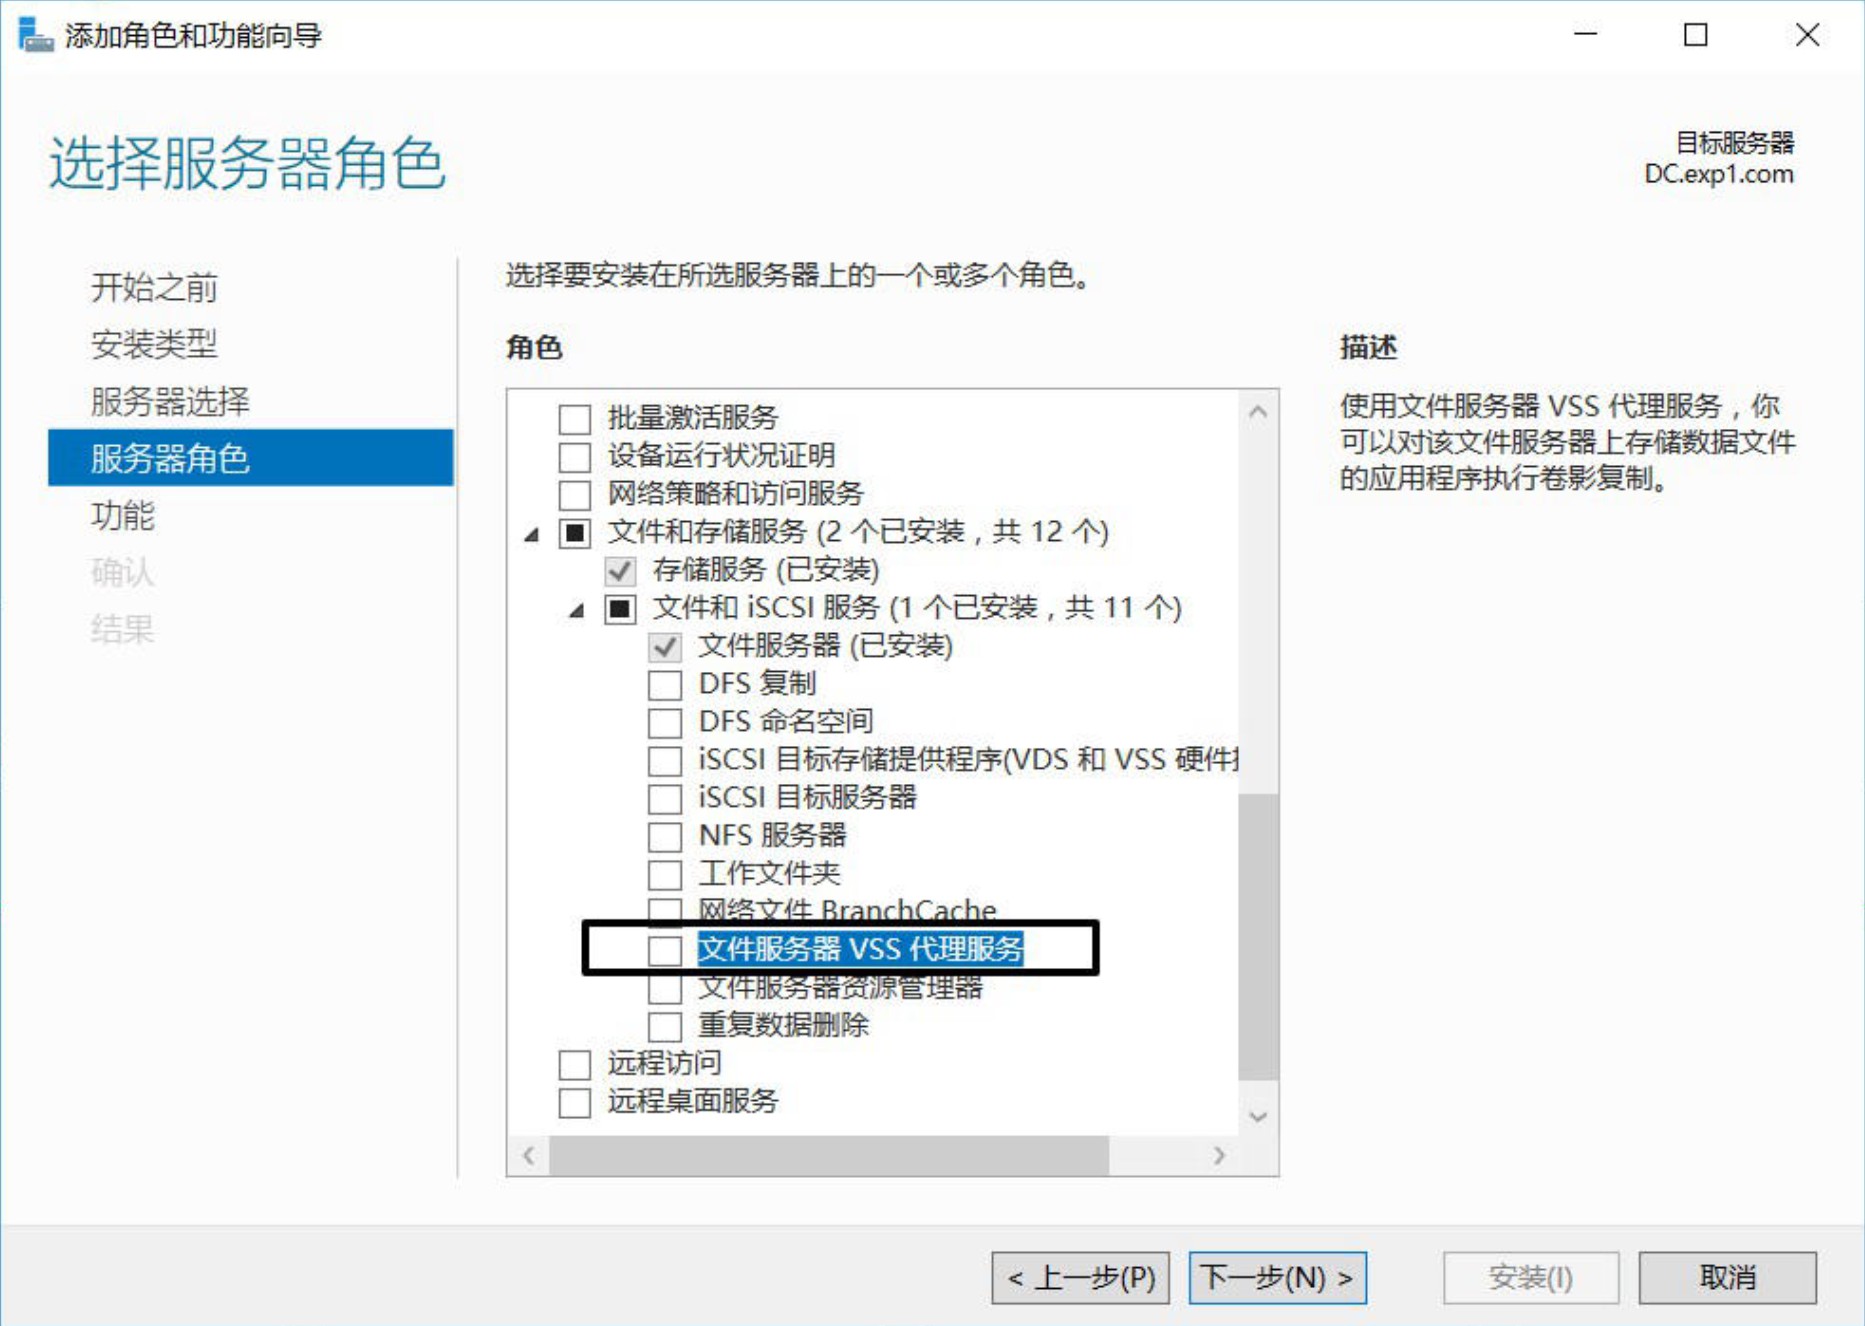 添加角色和功能向导
选择服务器角色
目标服务器
DC.exp1.com
开始之前
安装类型
服务器选择
服务器角色
功能
确认
结果
选择要安装在所选服务器上的一个或多个角色。
角色
批量激活服务
设备运行状况证明
网络策略和访问服务
文件和存储服务 (2 个已安装，共 12 个)
存储服务 (已安装)
文件和 iSCSI 服务 (1 个已安装，共 11 个)
文件服务器 (已安装)
DFS 复制
DFS 命名空间
iSCSI 目标存储提供程序(VDS 和 VSS 硬件
iSCSI 目标服务器
NFS 服务器
工作文件夹
网络文件 BranchCache
文件服务器 VSS 代理服务
文件服务器资源管理器
重复数据删除
远程访问
远程桌面服务
描述
使用文件服务器 VSS 代理服务，你
可以对该文件服务器上存储数据文件
的应用程序执行卷影复制。
< 上一步(P)
下一步(N) >
安装(I)
取消